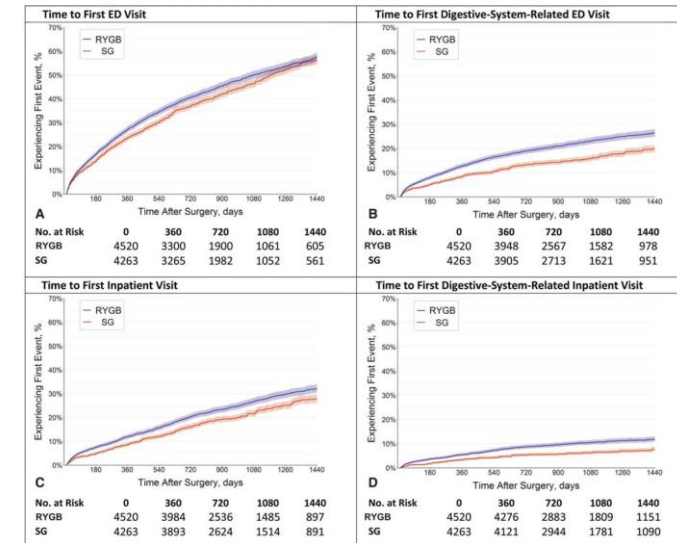 Time to First ED Visit
70%
60%
50%
40%
30%
20%
10%
0%
Experiencing First Event, %
RYGB
SG
180 360 540 720 900 1080 1260 1440
Time After Surgery, days
A
No. at Risk 0 360 720 1080 1440
RYGB 4520 3300 1900 1061 605
SG 4263 3265 1982 1052 561
Time to First Digestive-System-Related ED Visit
70%
60%
50%
40%
30%
20%
10%
0%
Experiencing First Event, %
RYGB
SG
180 360 540 720 900 1080 1260 1440
Time After Surgery, days
B
No. at Risk 0 360 720 1080 1440
RYGB 4520 3948 2567 1582 978
SG 4263 3905 2713 1621 951
Time to First Inpatient Visit
70%
60%
50%
40%
30%
20%
10%
0%
Experiencing First Event, %
RYGB
SG
180 360 540 720 900 1080 1260 1440
Time After Surgery, days
C
No. at Risk 0 360 720 1080 1440
RYGB 4520 3984 2536 1485 897
SG 4263 3893 2624 1514 891
Time to First Digestive-System-Related Inpatient Visit
70%
60%
50%
40%
30%
20%
10%
0%
Experiencing First Event, %
RYGB
SG
180 360 540 720 900 1080 1260 1440
Time After Surgery, days
D
No. at Risk 0 360 720 1080 1440
RYGB 4520 4276 2883 1809 1151
SG 4263 4121 2944 1781 1090